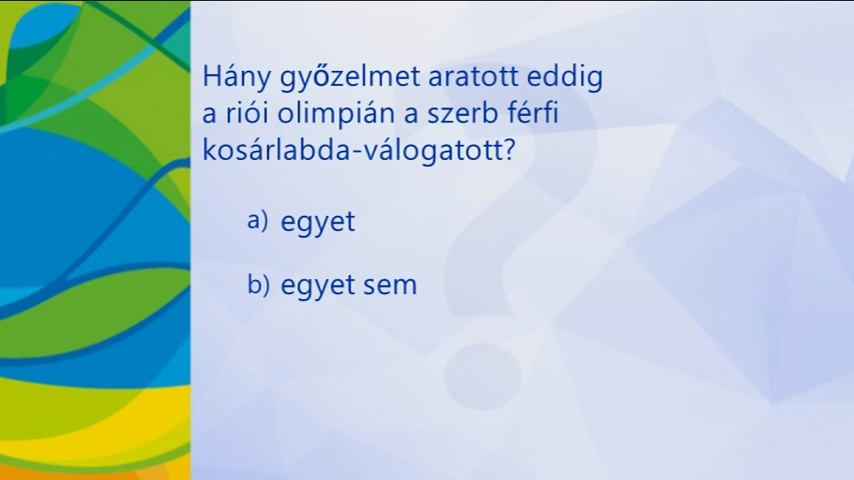 Hány győzelmet aratott eddig
a riói olimpián a szerb férfi
kosárlabda-válogatott?
a) egyet
b) egyet sem